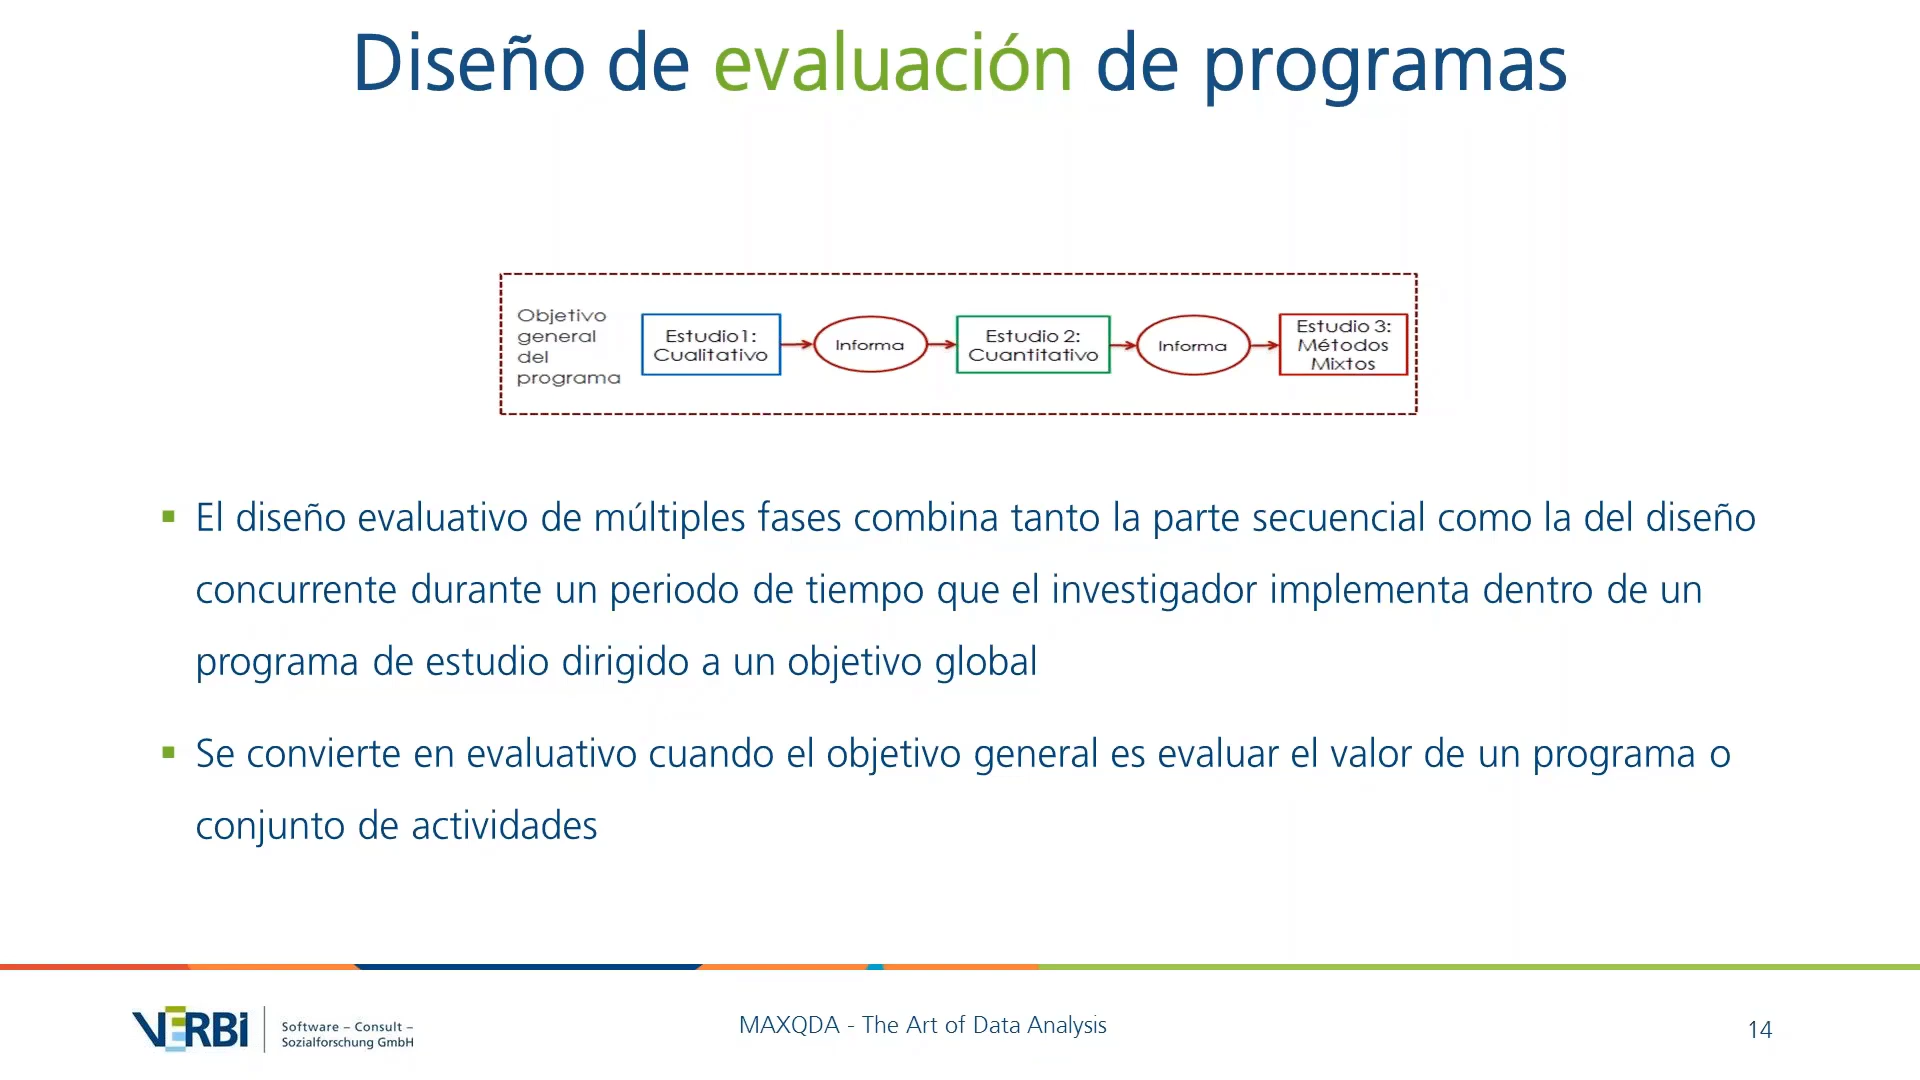 Diseño de evaluación de programas
Objetivo
general
del
programa
Estudio1:
Cualitativo
Informa
Estudio 2:
Cuantitativo
Informa
Estudio 3:
Métodos
Mixtos
▪ El diseño evaluativo de múltiples fases combina tanto la parte secuencial como la del diseño
concurrente durante un periodo de tiempo que el investigador implementa dentro de un
programa de estudio dirigido a un objetivo global
▪ Se convierte en evaluativo cuando el objetivo general es evaluar el valor de un programa o
conjunto de actividades
VERBI
Software – Consult –
Sozialforschung GmbH
MAXQDA - The Art of Data Analysis
14